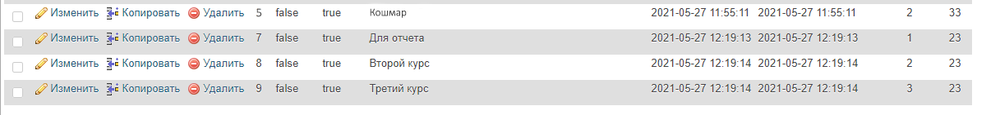 Изменить Копировать Удалить 5 false true Кошмар 2021-05-27 11:55:11 2021-05-27 11:55:11 2 33
Изменить Копировать Удалить 7 false true Для отчета 2021-05-27 12:19:13 2021-05-27 12:19:13 1 23
Изменить Копировать Удалить 8 false true Второй курс 2021-05-27 12:19:14 2021-05-27 12:19:14 2 23
Изменить Копировать Удалить 9 false true Третий курс 2021-05-27 12:19:14 2021-05-27 12:19:14 3 23